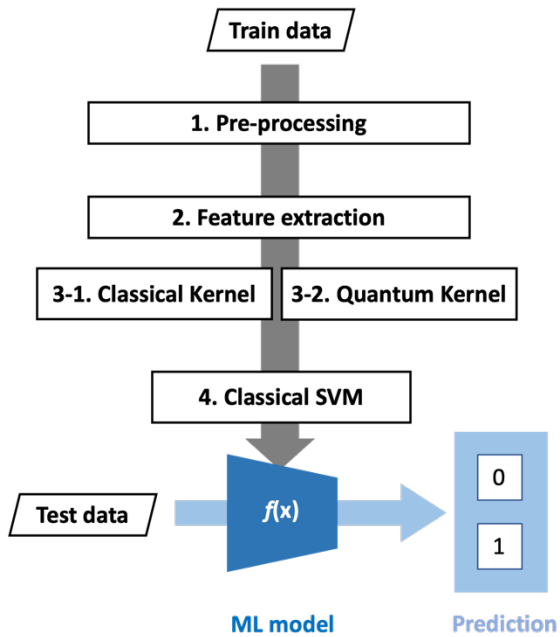 Train data
1. Pre-processing
2. Feature extraction
3-1. Classical Kernel
3-2. Quantum Kernel
4. Classical SVM
Test data
f(x)
0
1
ML model
Prediction